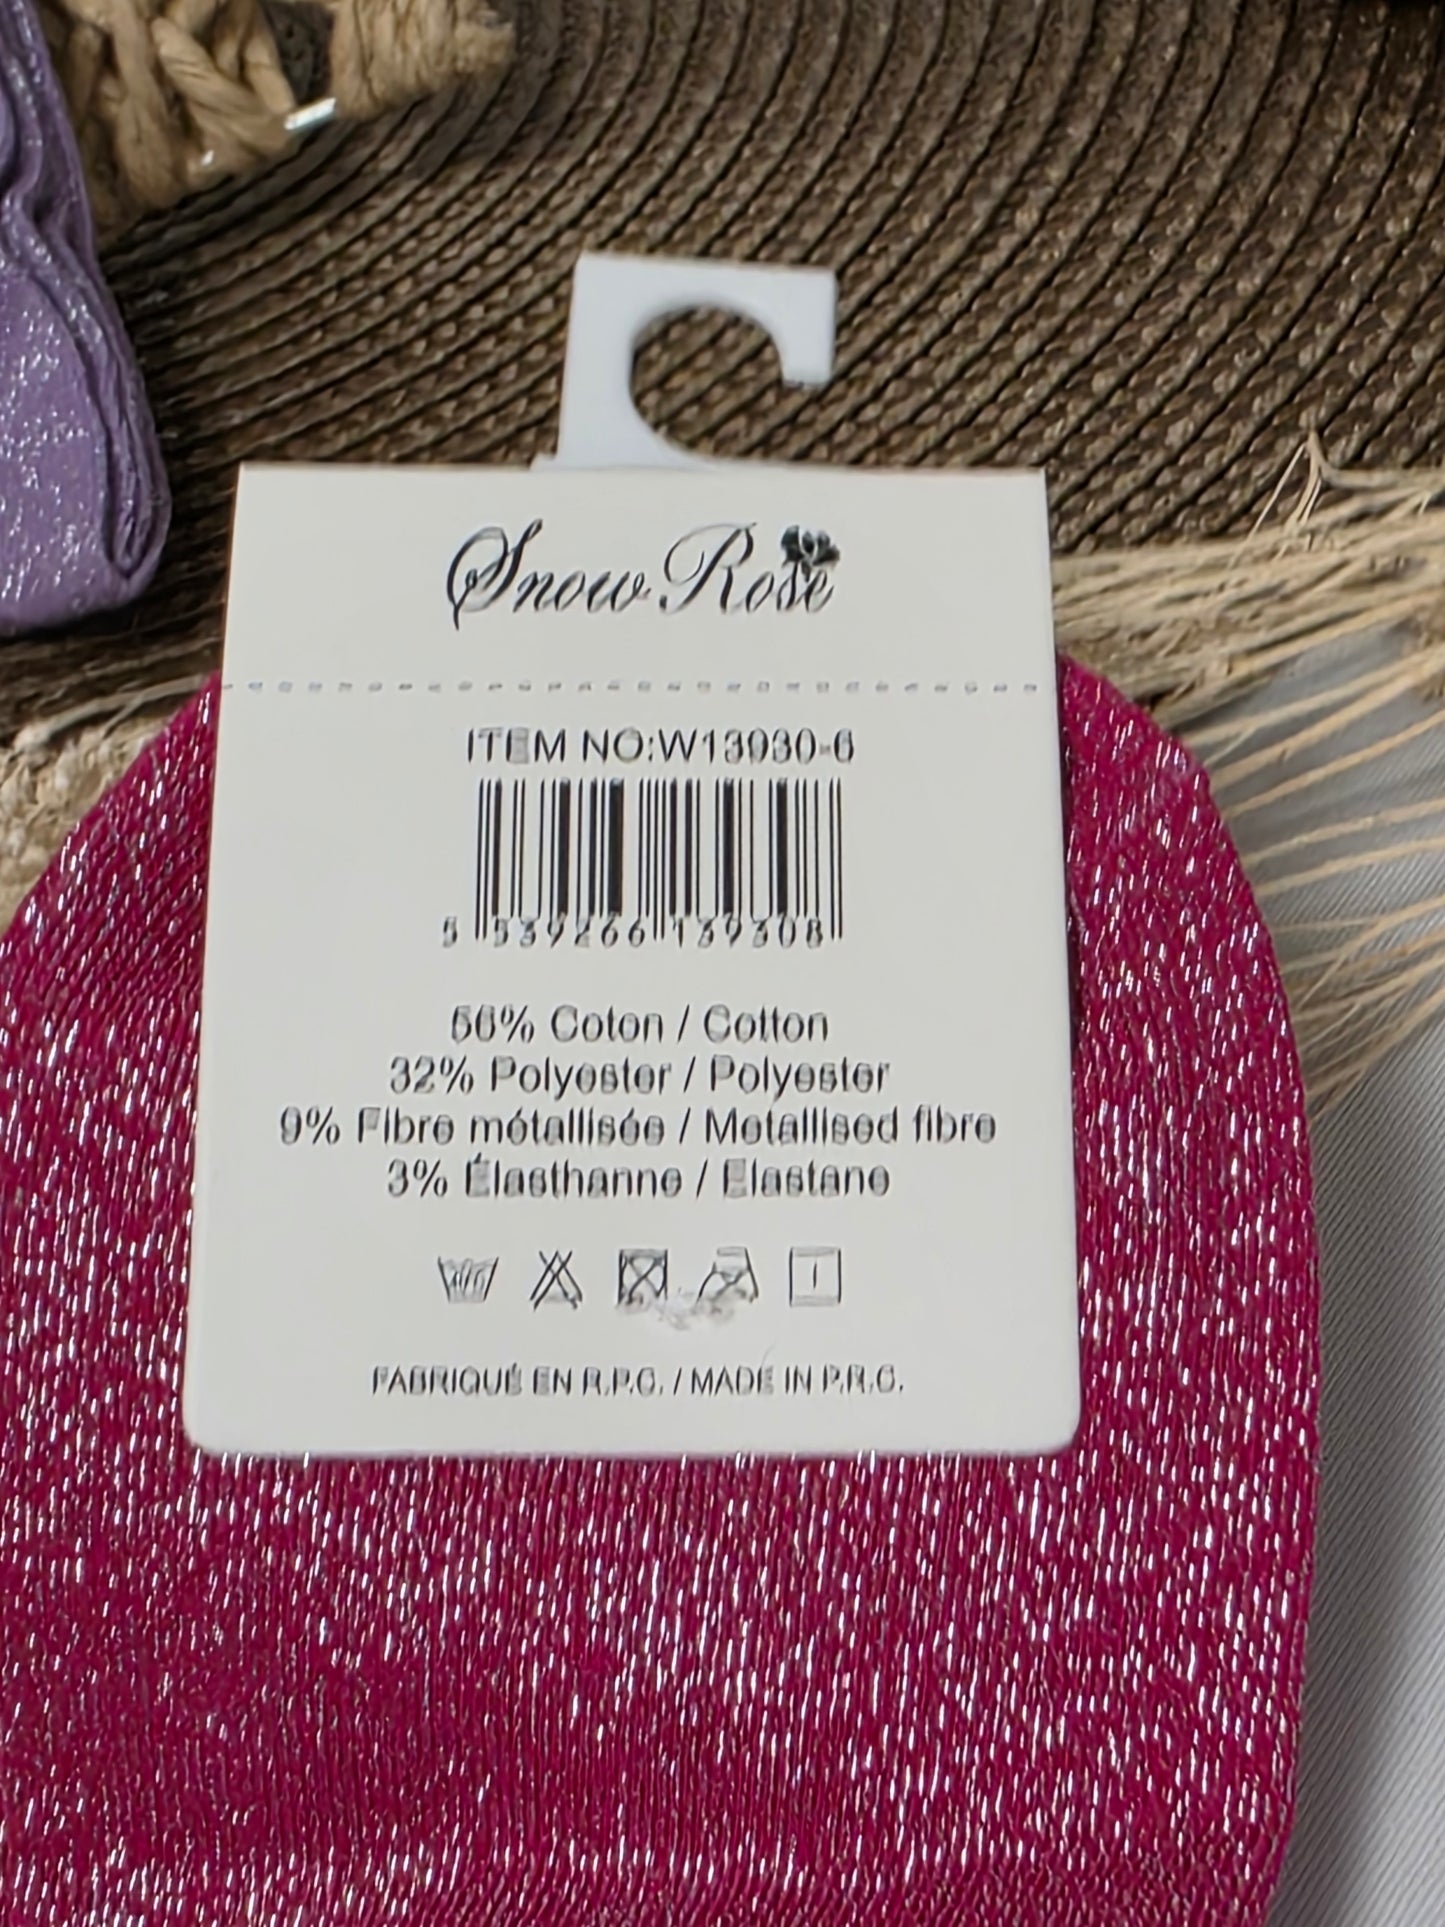 Snow Rose
ITEM NO:W13930-6
5 539266 139308
56% Coton / Cotton
32% Polyester / Polyester
9% Fibre métallisée / Metallised fibre
3% Élasthanne / Elastane
FABRIQUÉ EN R.P.C. / MADE IN P.R.C.